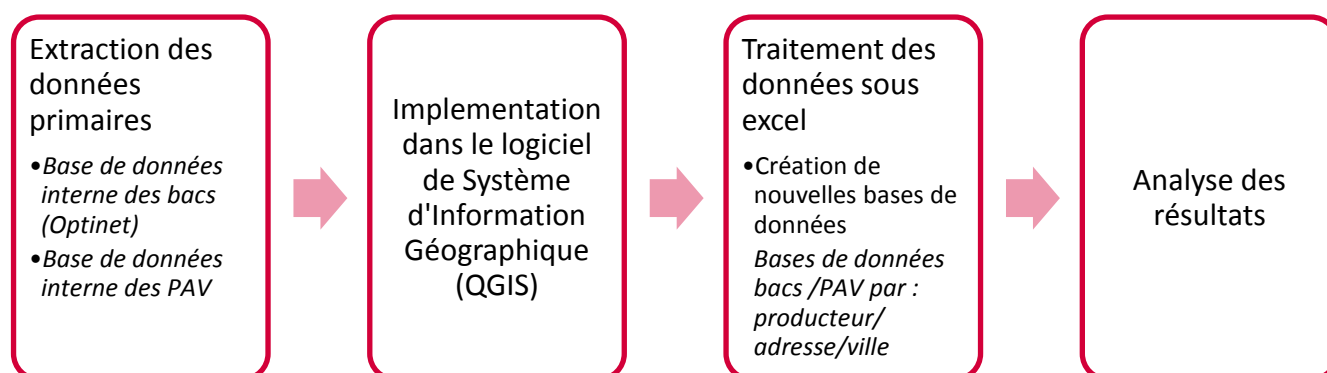 Extraction des
données
primaires
•Base de données
interne des bacs
(Optinet)
•Base de données
interne des PAV
Implementation
dans le logiciel
de Système
d'Information
Géographique
(QGIS)
Traitement des
données sous
excel
•Création de
nouvelles bases de
données
Bases de données
bacs /PAV par :
producteur/
adresse/ville
Analyse des
résultats